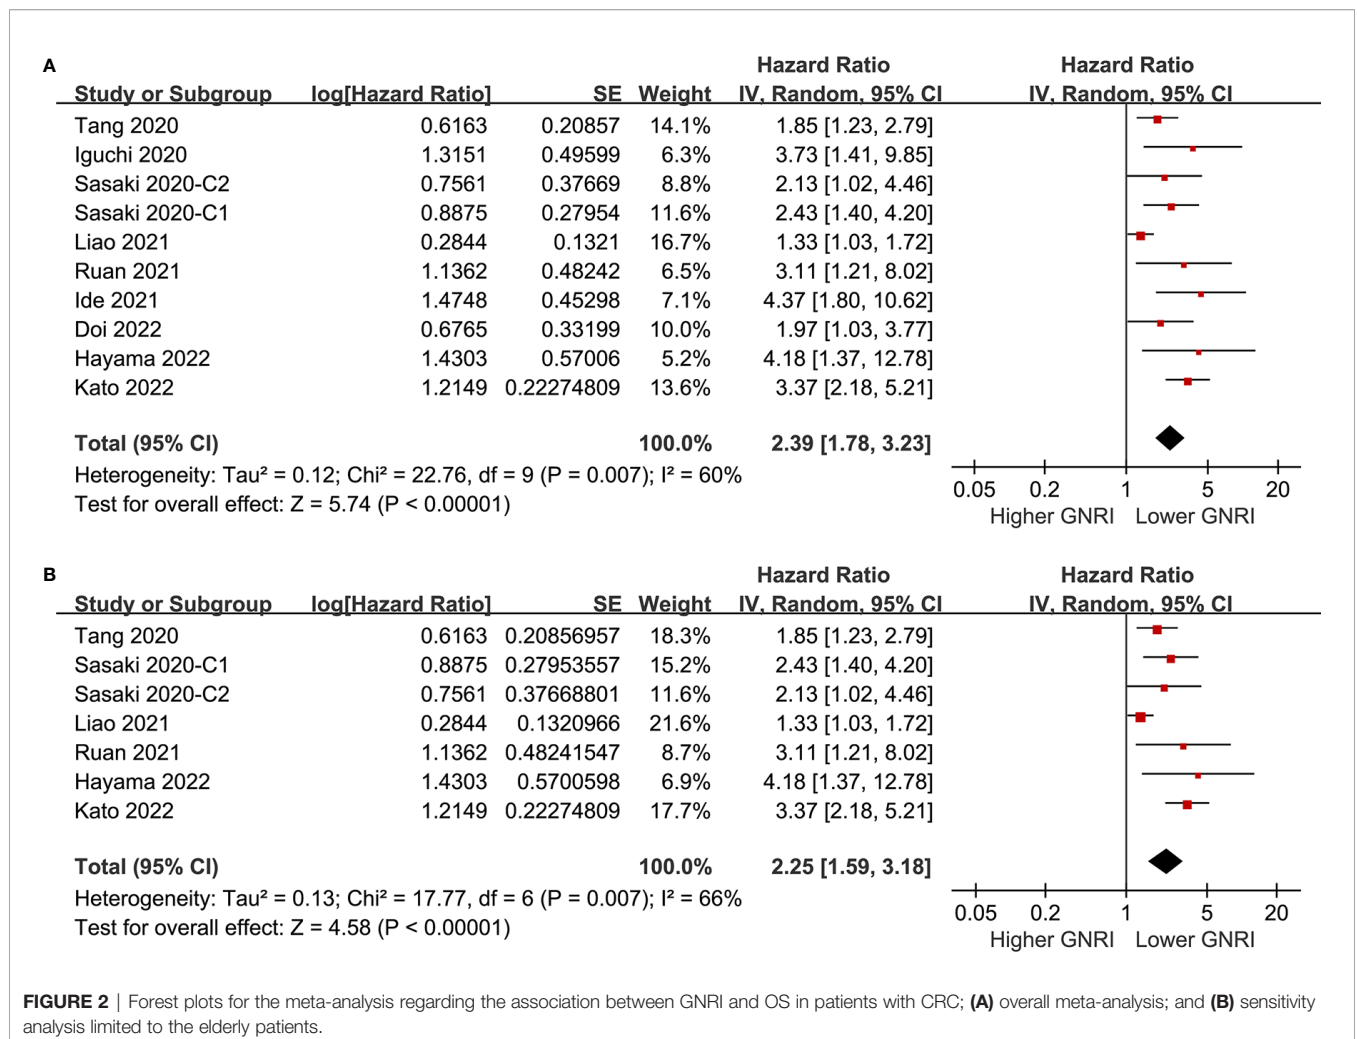 A
Hazard Ratio Hazard Ratio
Study or Subgroup log[Hazard Ratio] SE Weight IV, Random, 95% CI IV, Random, 95% CI
Tang 2020 0.6163 0.20857 14.1% 1.85 [1.23, 2.79]
Iguchi 2020 1.3151 0.49599 6.3% 3.73 [1.41, 9.85]
Sasaki 2020-C2 0.7561 0.37669 8.8% 2.13 [1.02, 4.46]
Sasaki 2020-C1 0.8875 0.27954 11.6% 2.43 [1.40, 4.20]
Liao 2021 0.2844 0.1321 16.7% 1.33 [1.03, 1.72]
Ruan 2021 1.1362 0.48242 6.5% 3.11 [1.21, 8.02]
Ide 2021 1.4748 0.45298 7.1% 4.37 [1.80, 10.62]
Doi 2022 0.6765 0.33199 10.0% 1.97 [1.03, 3.77]
Hayama 2022 1.4303 0.57006 5.2% 4.18 [1.37, 12.78]
Kato 2022 1.2149 0.22274809 13.6% 3.37 [2.18, 5.21]
Total (95% CI) 100.0% 2.39 [1.78, 3.23]
Heterogeneity: Tau² = 0.12; Chi² = 22.76, df = 9 (P = 0.007); I² = 60%
Test for overall effect: Z = 5.74 (P < 0.00001)
0.05 0.2 1 5 20
Higher GNRI Lower GNRI
B
Hazard Ratio Hazard Ratio
Study or Subgroup log[Hazard Ratio] SE Weight IV, Random, 95% CI IV, Random, 95% CI
Tang 2020 0.6163 0.20856957 18.3% 1.85 [1.23, 2.79]
Sasaki 2020-C1 0.8875 0.27953557 15.2% 2.43 [1.40, 4.20]
Sasaki 2020-C2 0.7561 0.37668801 11.6% 2.13 [1.02, 4.46]
Liao 2021 0.2844 0.1320966 21.6% 1.33 [1.03, 1.72]
Ruan 2021 1.1362 0.48241547 8.7% 3.11 [1.21, 8.02]
Hayama 2022 1.4303 0.5700598 6.9% 4.18 [1.37, 12.78]
Kato 2022 1.2149 0.22274809 17.7% 3.37 [2.18, 5.21]
Total (95% CI) 100.0% 2.25 [1.59, 3.18]
Heterogeneity: Tau² = 0.13; Chi² = 17.77, df = 6 (P = 0.007); I² = 66%
Test for overall effect: Z = 4.58 (P < 0.00001)
0.05 0.2 1 5 20
Higher GNRI Lower GNRI
FIGURE 2 | Forest plots for the meta-analysis regarding the association between GNRI and OS in patients with CRC; (A) overall meta-analysis; and (B) sensitivity
analysis limited to the elderly patients.